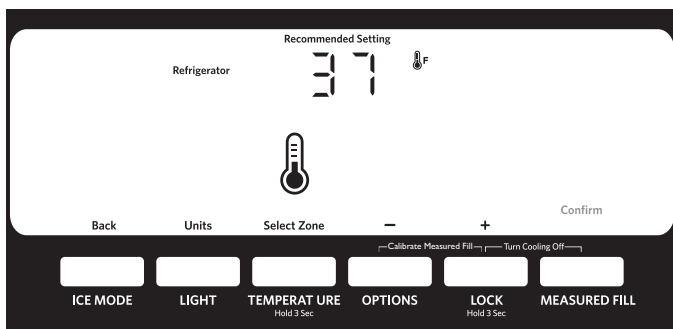 Recommended Setting
Refrigerator 37 F
Back Units Select Zone − + Confirm
Calibrate Measured Fill Turn Cooling Off
ICE MODE LIGHT TEMPERAT URE OPTIONS LOCK MEASURED FILL
Hold 3 Sec Hold 3 Sec